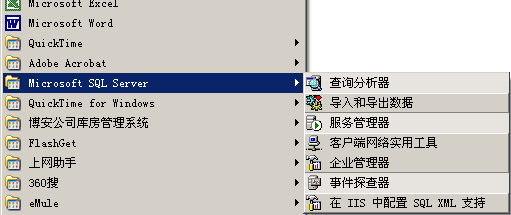 Microsoft Excel
Microsoft Word
QuickTime
Adobe Acrobat
Microsoft SQL Server
QuickTime for Windows
博安公司库房管理系统
FlashGet
上网助手
360搜
eMule
查询分析器
导入和导出数据
服务管理器
客户端网络实用工具
企业管理器
事件探查器
在 IIS 中配置 SQL XML 支持